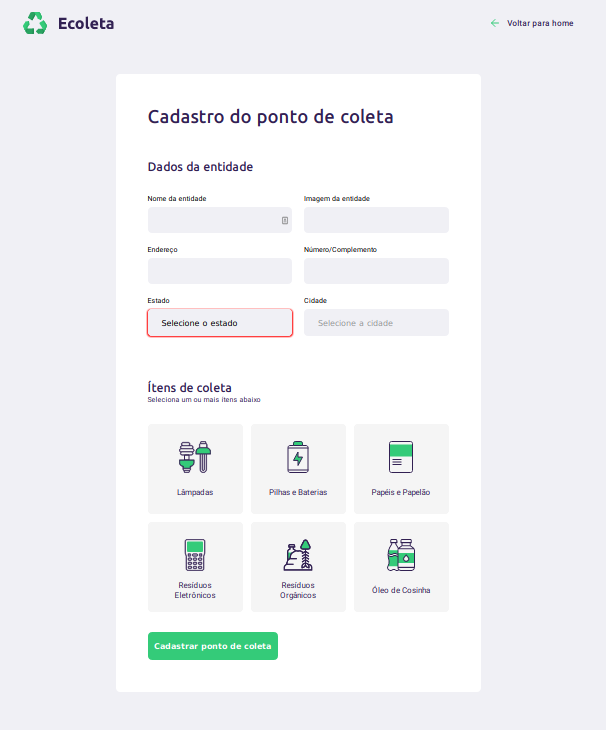 Ecoleta
Voltar para home
Cadastro do ponto de coleta
Dados da entidade
Nome da entidade
Imagem da entidade
Endereço
Número/Complemento
Estado
Cidade
Selecione o estado
Selecione a cidade
Ítens de coleta
Seleciona um ou mais itens abaixo
Lâmpadas
Pilhas e Baterias
Papéis e Papelão
Resíduos
Eletrônicos
Resíduos
Orgânicos
Óleo de Cosinha
Cadastrar ponto de coleta